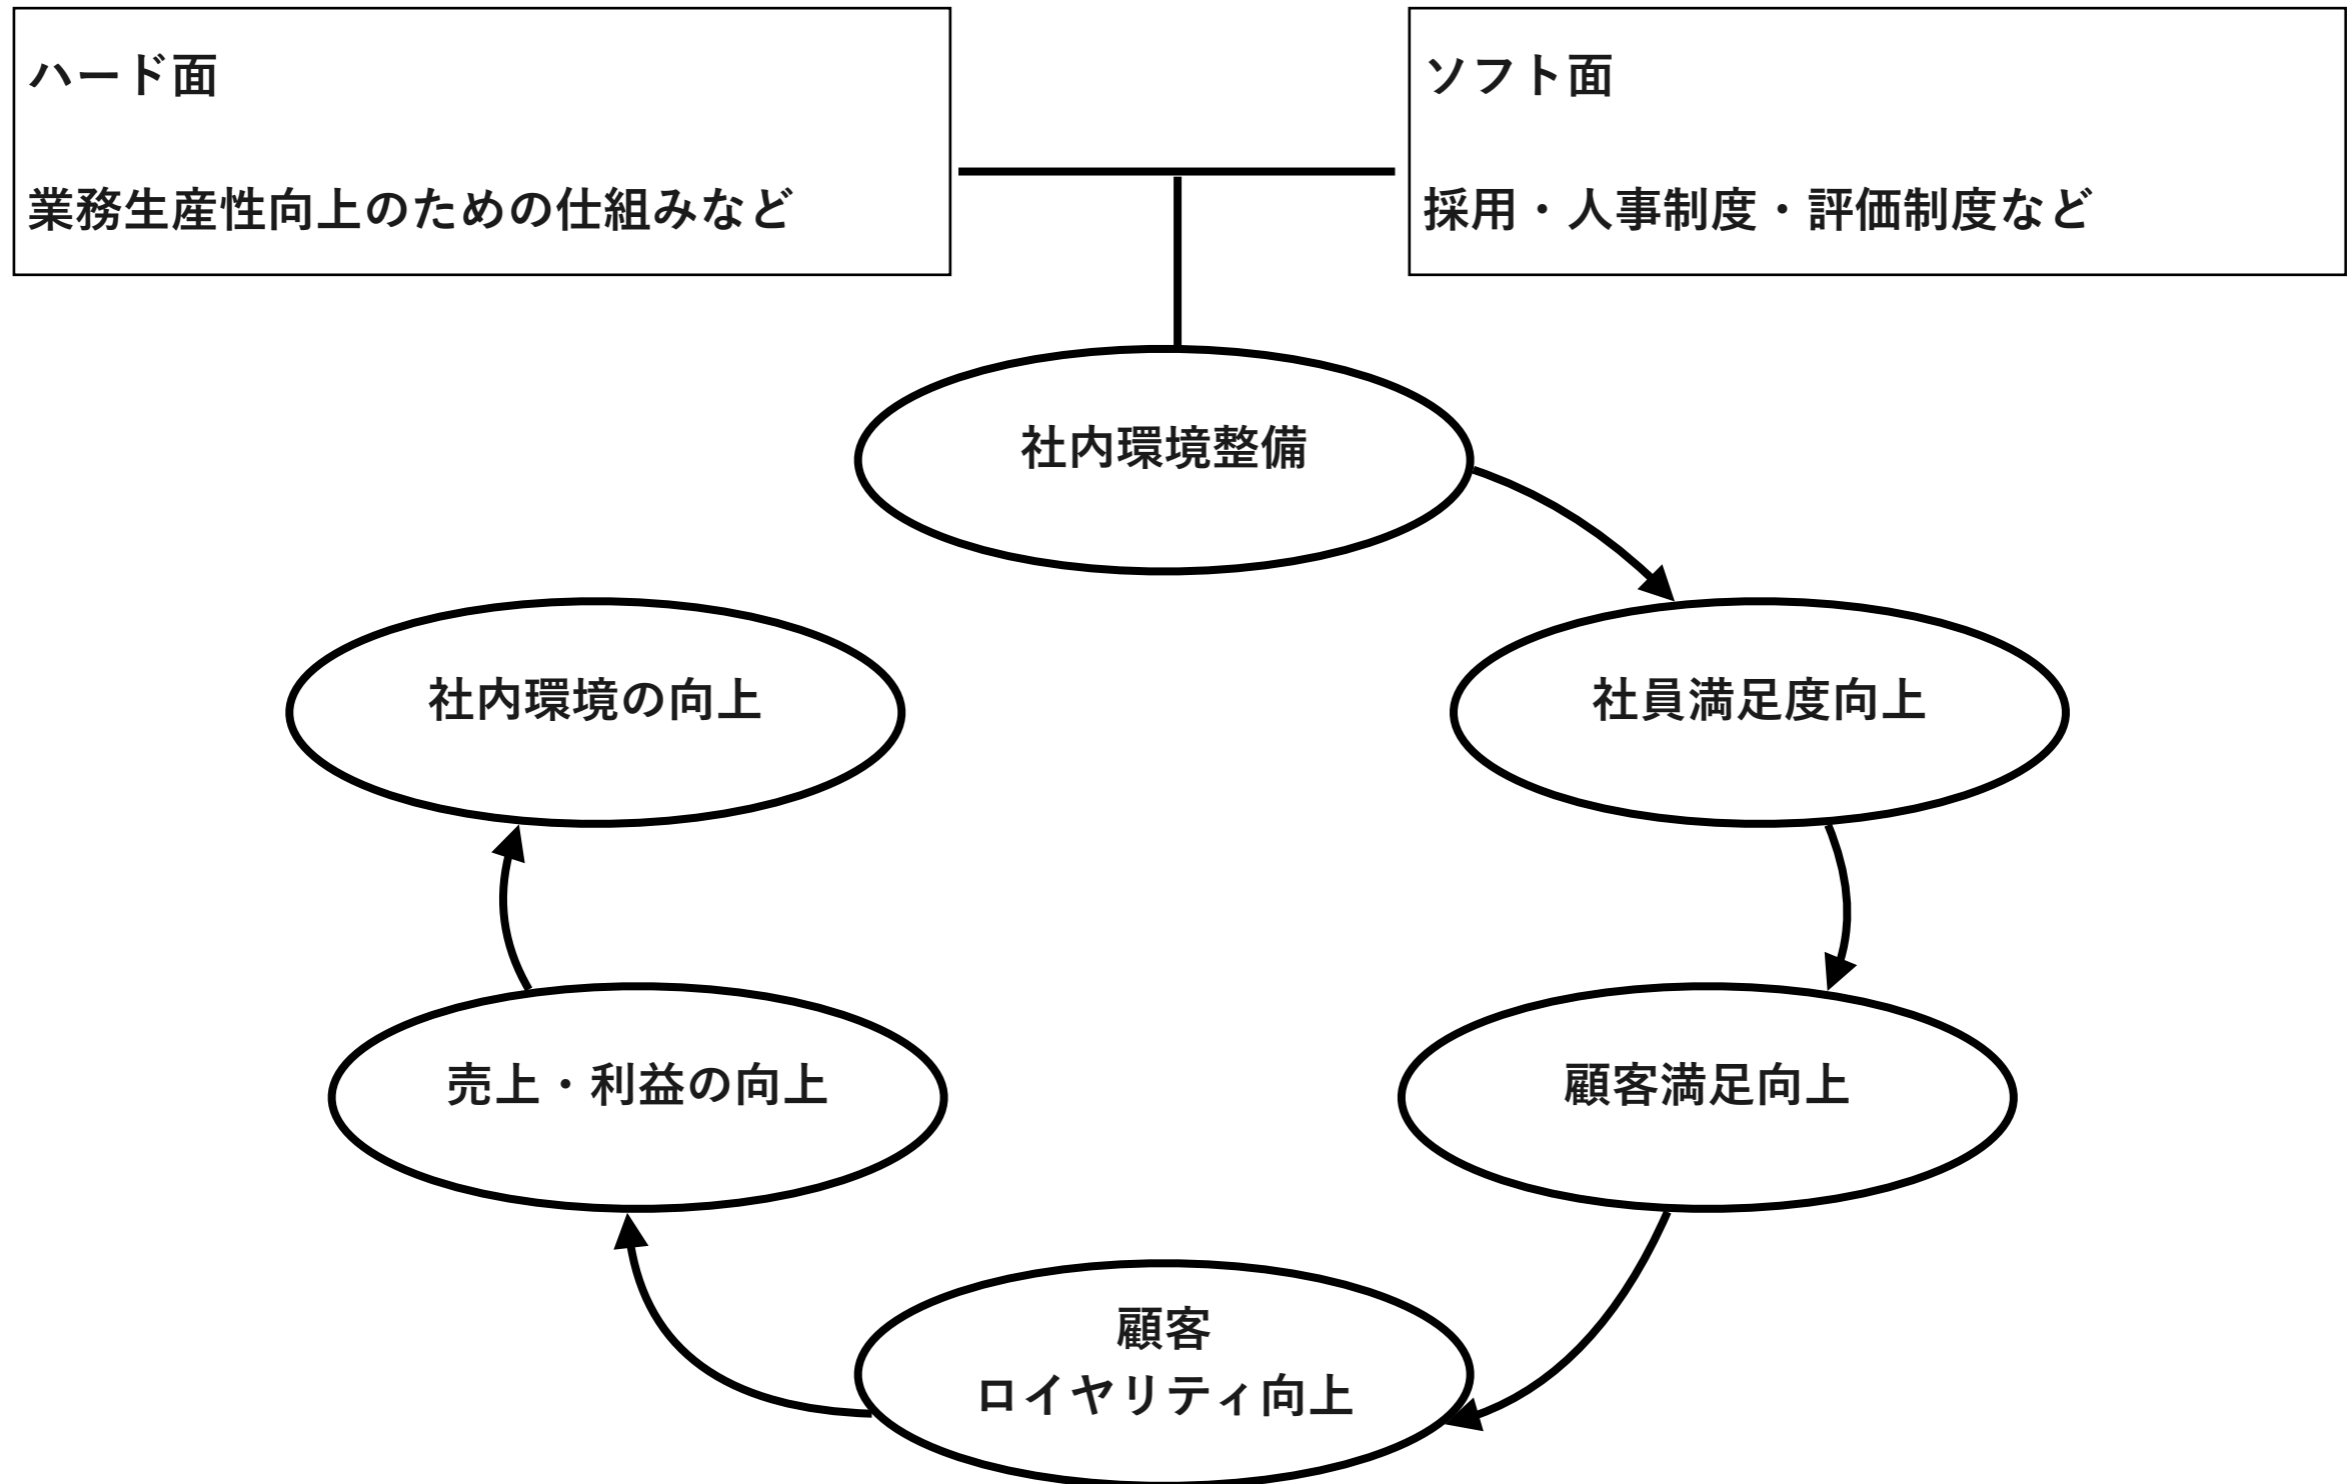 ハード面
業務生産性向上のための仕組みなど
ソフト面
採用・人事制度・評価制度など
社内環境整備
社員満足度向上
顧客満足向上
顧客
ロイヤリティ向上
売上・利益の向上
社内環境の向上